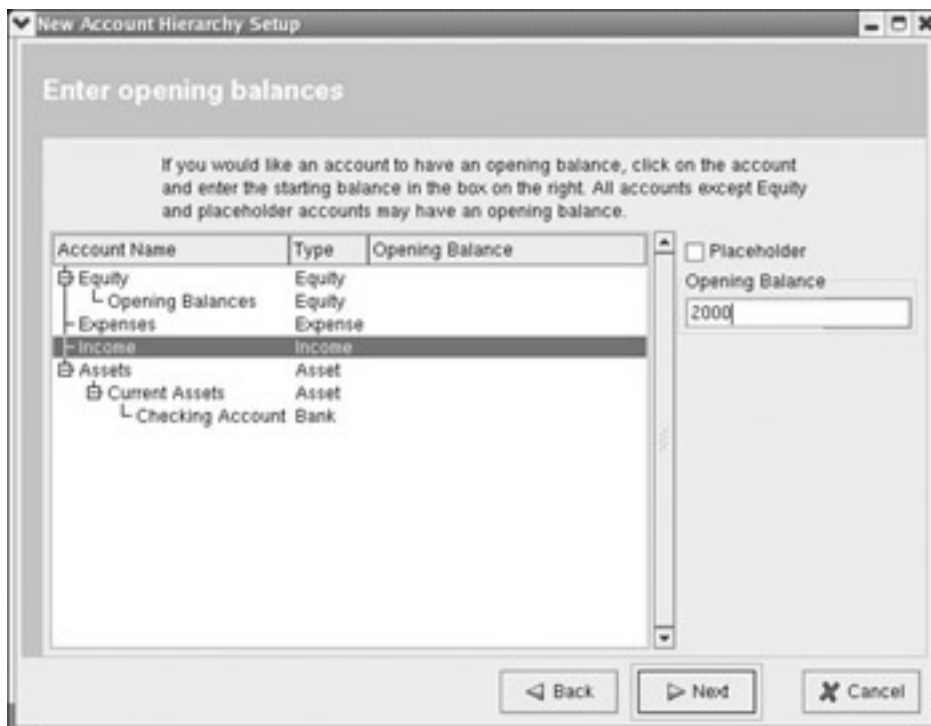 New Account Hierarchy Setup
Enter opening balances
If you would like an account to have an opening balance, click on the account
and enter the starting balance in the box on the right. All accounts except Equity
and placeholder accounts may have an opening balance.
Account Name Type Opening Balance
Equity Equity
Opening Balances Equity
Expenses Expense
Income Income
Assets Asset
Current Assets Asset
Checking Account Bank
Placeholder
Opening Balance
2000
Back Next Cancel